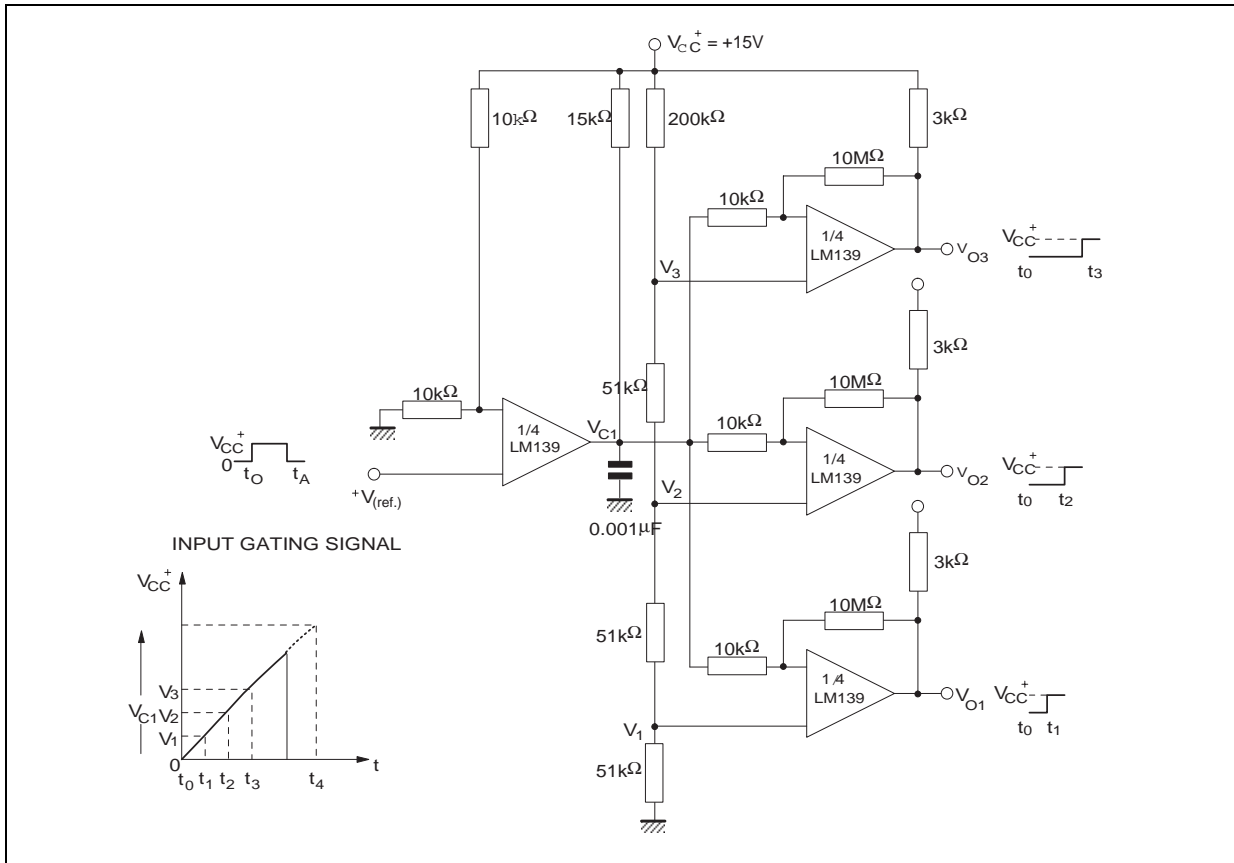 VCC+ = +15V
10kΩ
15kΩ
200kΩ
3kΩ
10MΩ
10kΩ
1/4
LM139
VO3
VCC+
t0 t3
V3
3kΩ
51kΩ
10MΩ
10kΩ
10kΩ
1/4
LM139
VC1
1/4
LM139
VO2
VCC+
t0 t2
VCC+
0
tO tA
+V(ref.)
V2
0.001µF
INPUT GATING SIGNAL
3kΩ
VCC+
10MΩ
51kΩ
10kΩ
1/4
LM139
VO1
VCC+
t0 t1
V3
VC1
V2
V1
0
t0 t1 t2 t3 t4
t
V1
51kΩ